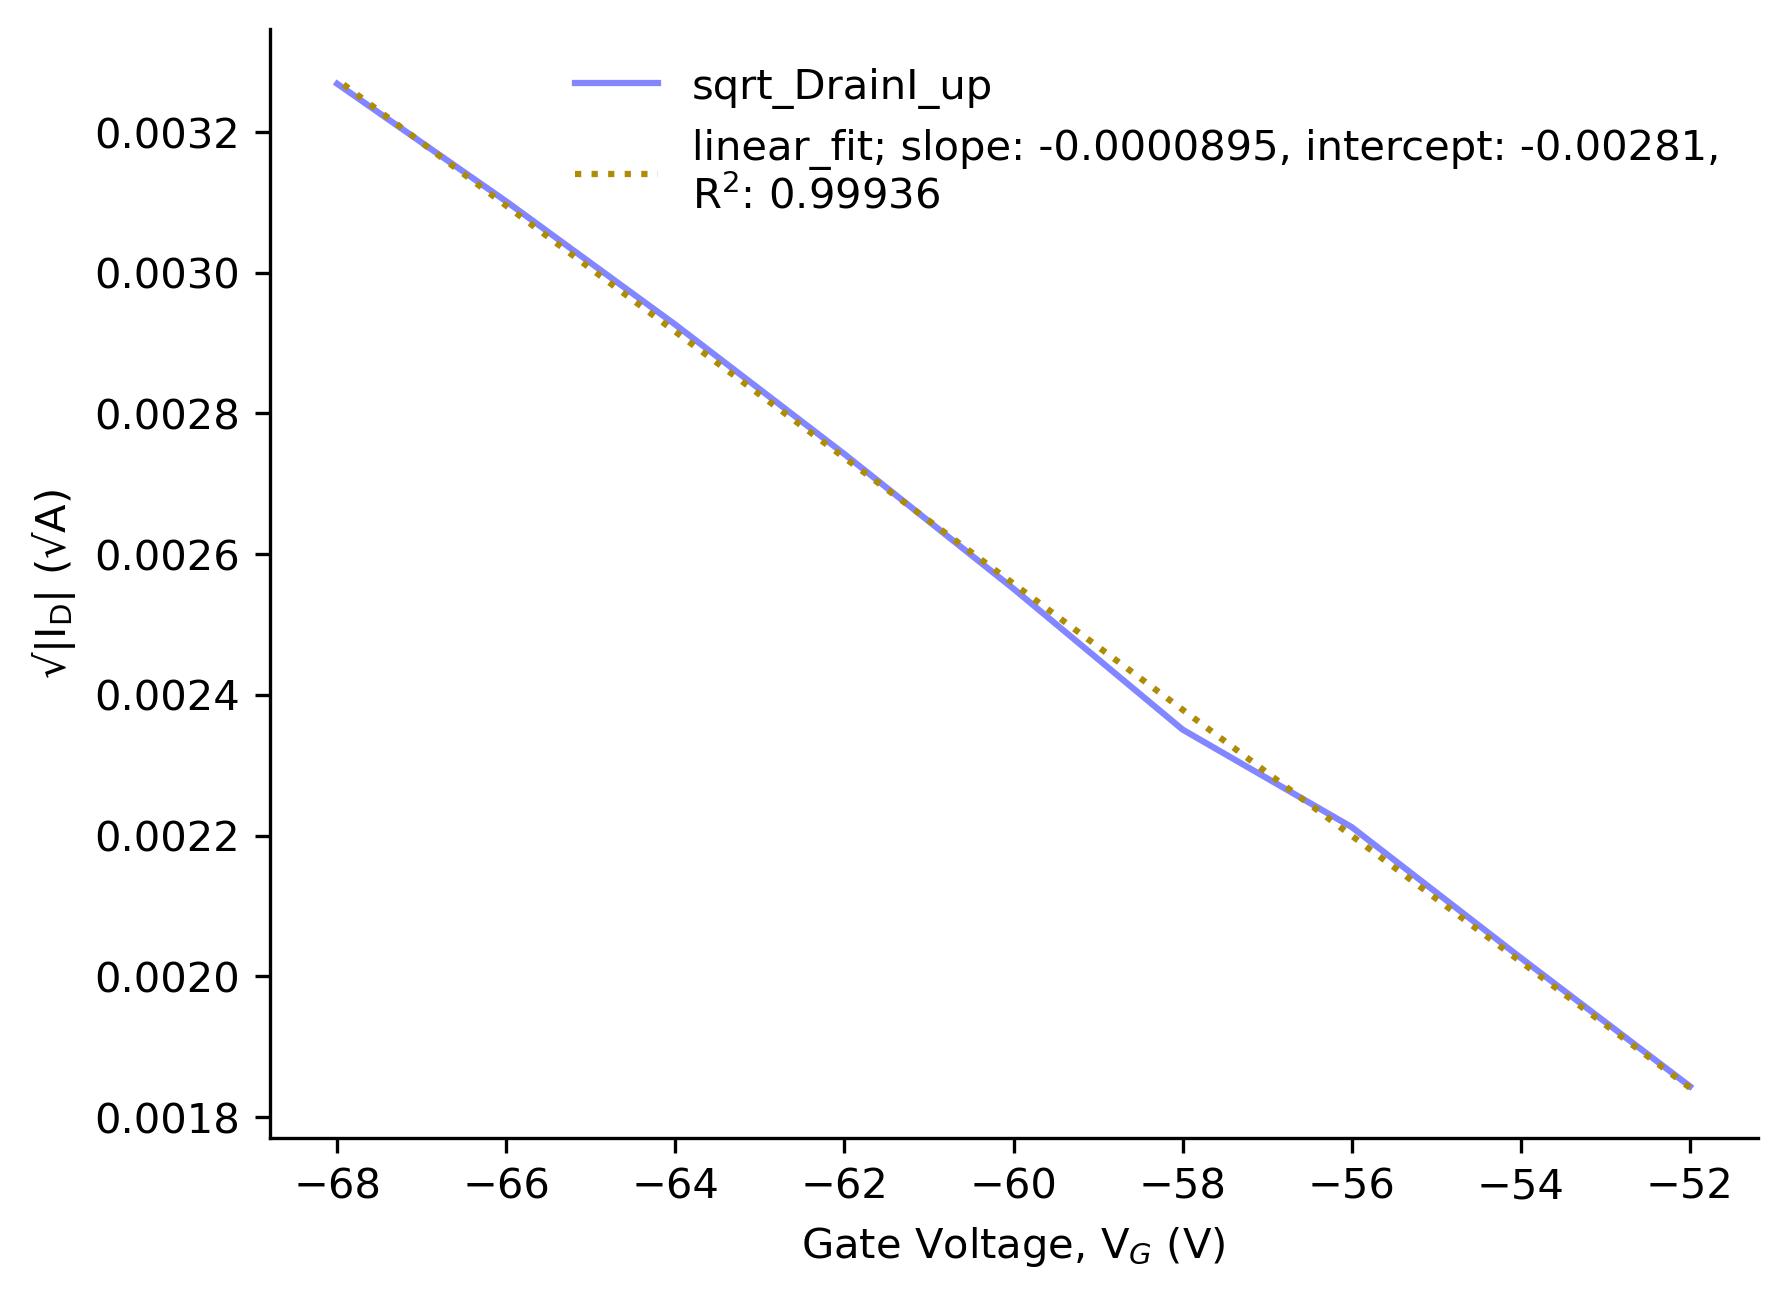 sqrt_DrainI_up
linear_fit; slope: -0.0000895, intercept: -0.00281,
R²: 0.99936
0.0032
0.0030
0.0028
0.0026
0.0024
0.0022
0.0020
0.0018
√|I_D| (√A)
−68 −66 −64 −62 −60 −58 −56 −54 −52
Gate Voltage, V_G (V)